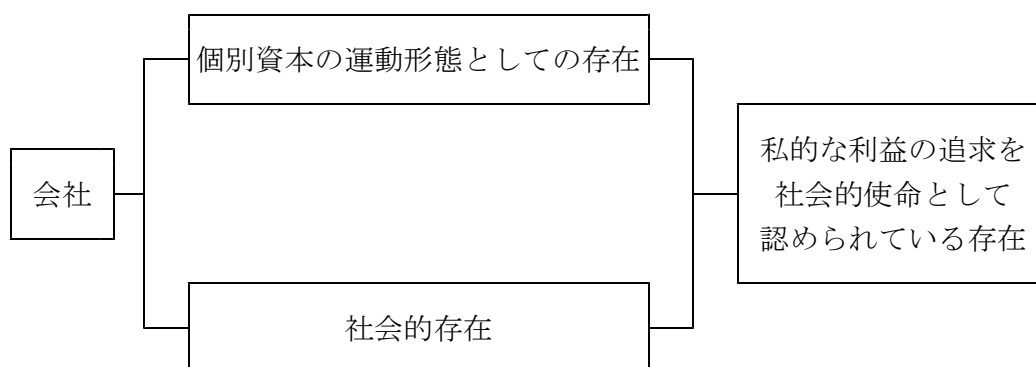 会社
個別資本の運動形態としての存在
社会的存在
私的な利益の追求を
社会的使命として
認められている存在